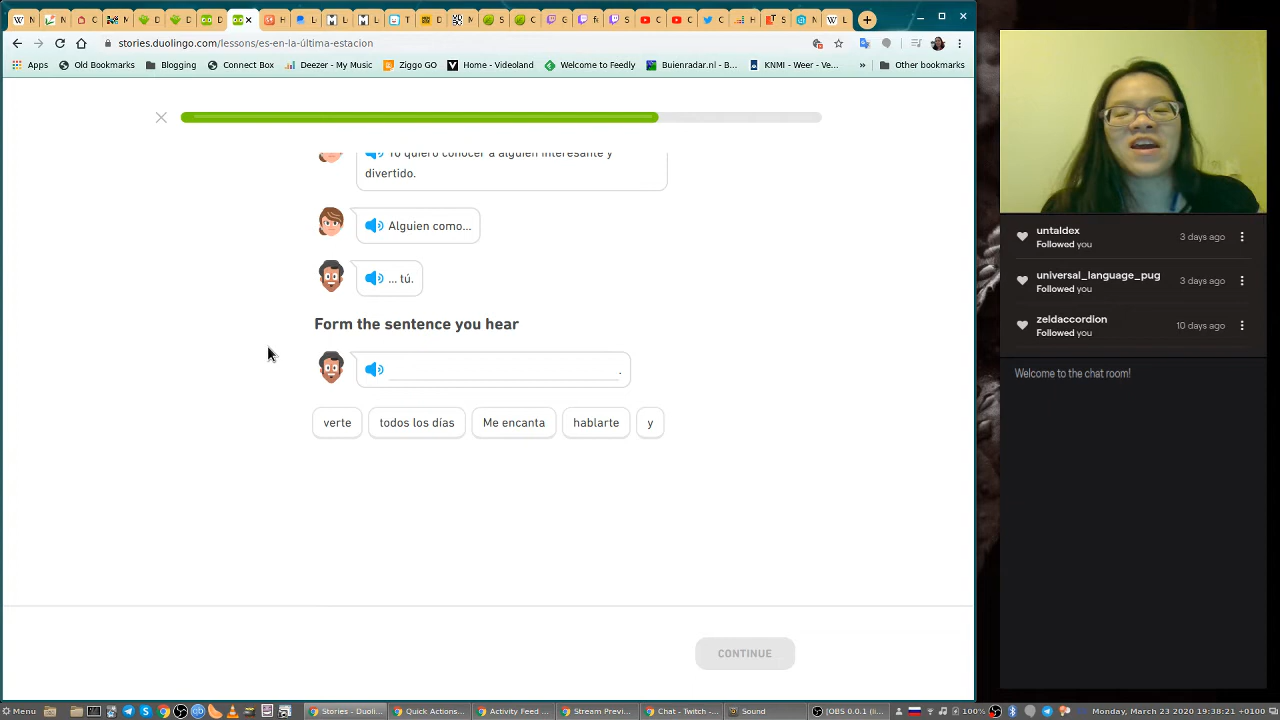 stories.duolingo.com/lessons/es-en-la-última-estacion
Apps
Old Bookmarks
Blogging
Connect Box
Deezer - My Music
Ziggo GO
Home - Videoland
Welcome to Feedly
Buienradar.nl - B...
KNMI - Weer - Ve...
»
Other bookmarks
Yo quiero conocer a alguien interesante y
divertido.
Alguien como...
... tú.
Form the sentence you hear
.
verte
todos los días
Me encanta
hablarte
y
CONTINUE
untaldex
Followed you
3 days ago
universal_language_pug
Followed you
3 days ago
zeldaccordion
Followed you
10 days ago
Welcome to the chat room!
Menu
Stories - Duoli...
Quick Actions...
Activity Feed ...
Stream Previ...
Chat - Twitch -...
Sound
[OBS 0.0.1 (li...
100%
Monday, March 23 2020, 19:38:21 +0100